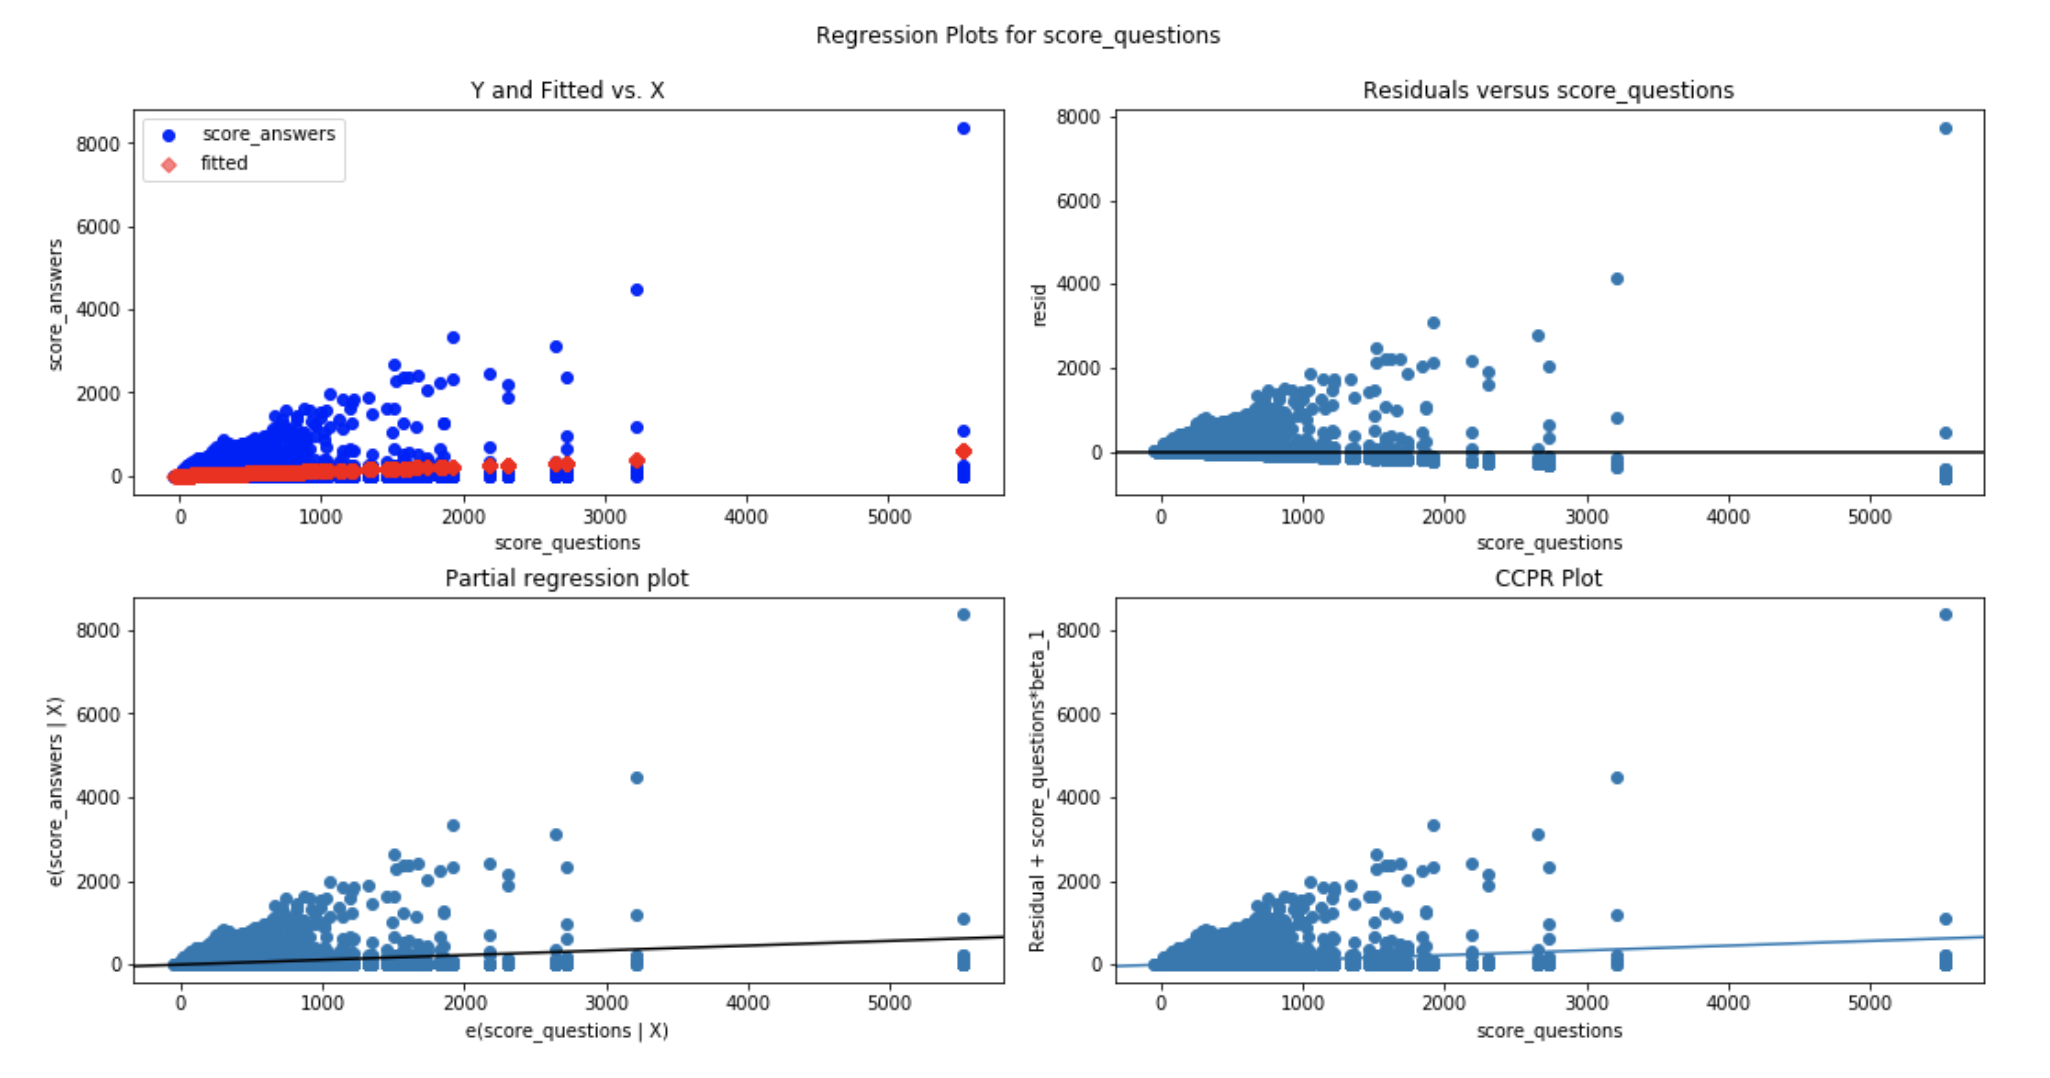 Regression Plots for score_questions
Y and Fitted vs. X
score_answers
fitted
8000
6000
4000
2000
0
score_answers
0 1000 2000 3000 4000 5000
score_questions
Residuals versus score_questions
8000
6000
4000
2000
0
resid
0 1000 2000 3000 4000 5000
score_questions
Partial regression plot
8000
6000
4000
2000
0
e(score_answers | X)
0 1000 2000 3000 4000 5000
e(score_questions | X)
CCPR Plot
8000
6000
4000
2000
0
Residual + score_questions*beta_1
0 1000 2000 3000 4000 5000
score_questions